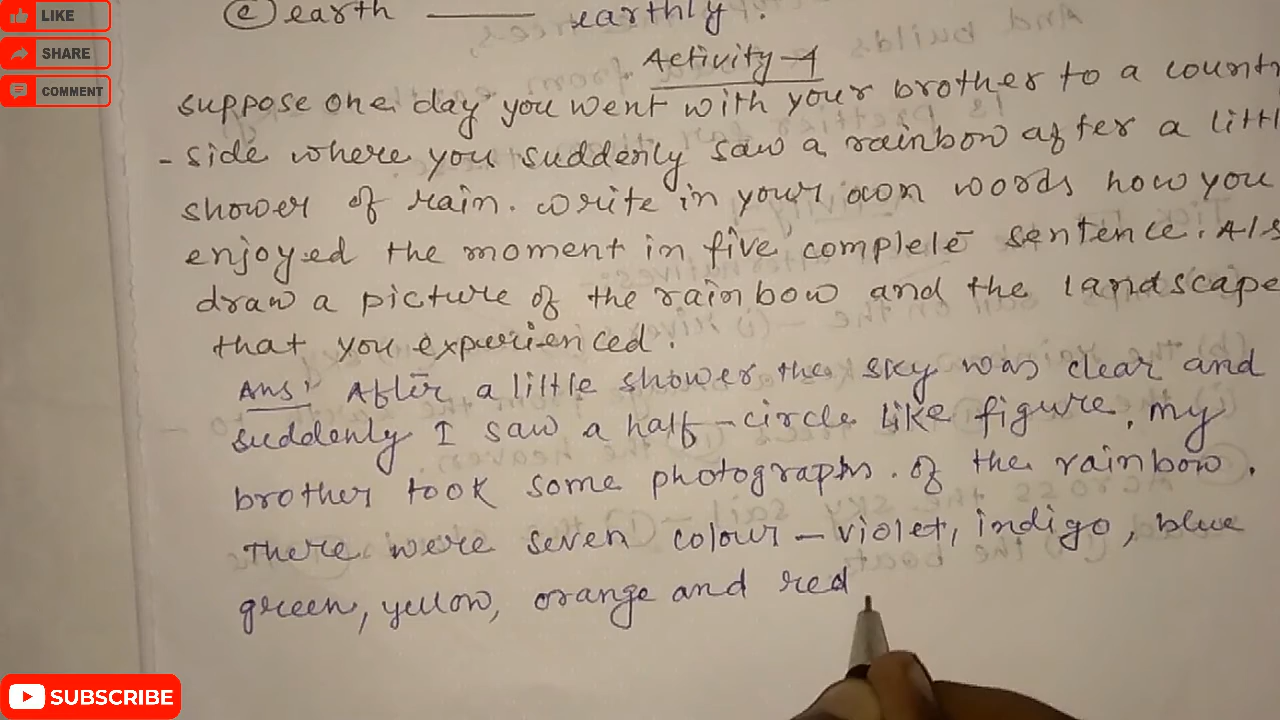 LIKE
SHARE
COMMENT
(e) earth ——— earthly.
Activity-4
suppose one day you went with your brother to a countr
-side where you suddenly saw a rainbow after a littl
shower of rain. write in your own words how you
enjoyed the moment in five complete sentence. Als
draw a picture of the rainbow and the landscape
that you experienced.
Ans: After a little shower the sky was clear and
suddenly I saw a half-circle like figure. My
brother took some photographs. of the rainbow.
There were seven colour - violet, indigo, blue
green, yellow, orange and red
SUBSCRIBE